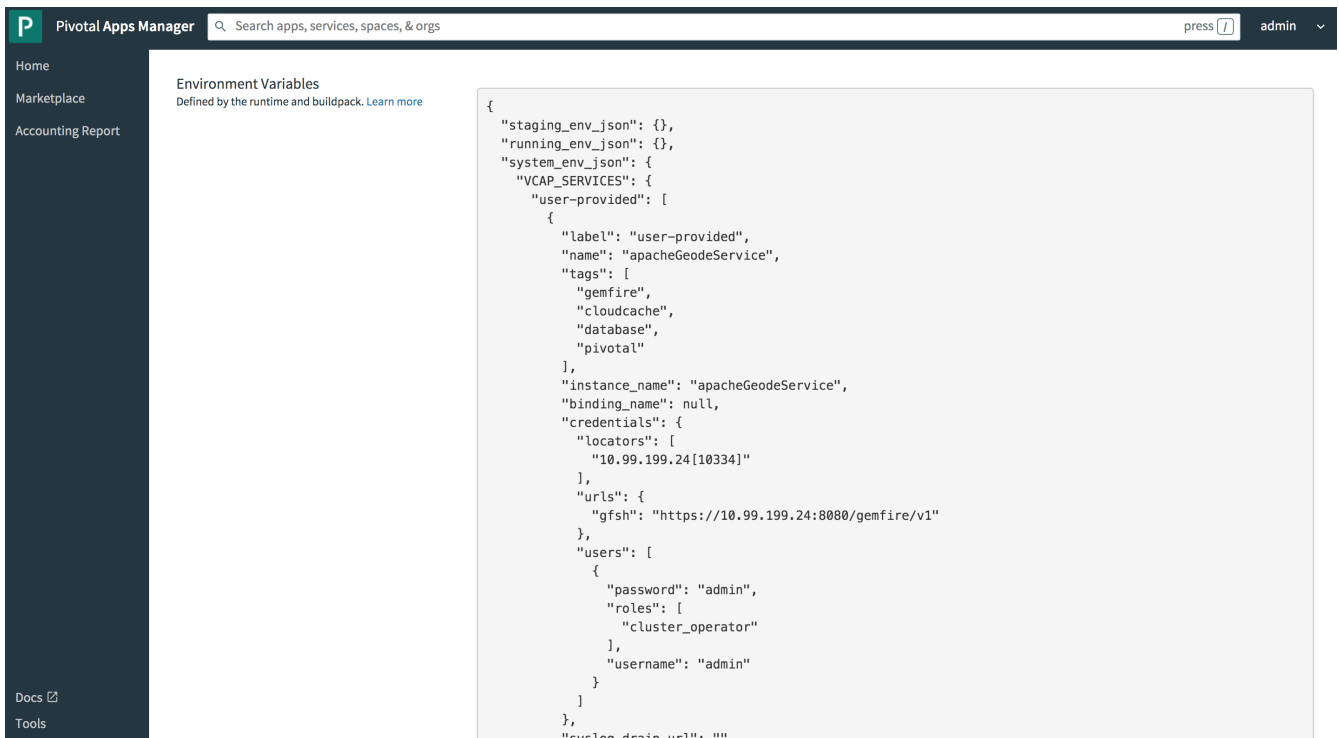 P Pivotal Apps Manager Search apps, services, spaces, & orgs press / admin
Home
Marketplace
Accounting Report
Docs
Tools
Environment Variables
Defined by the runtime and buildpack. Learn more
{
  "staging_env_json": {},
  "running_env_json": {},
  "system_env_json": {
    "VCAP_SERVICES": {
      "user-provided": [
        {
          "label": "user-provided",
          "name": "apacheGeodeService",
          "tags": [
            "gemfire",
            "cloudcache",
            "database",
            "pivotal"
          ],
          "instance_name": "apacheGeodeService",
          "binding_name": null,
          "credentials": {
            "locators": [
              "10.99.199.24[10334]"
            ],
            "urls": {
              "gfsh": "https://10.99.199.24:8080/gemfire/v1"
            },
            "users": [
              {
                "password": "admin",
                "roles": [
                  "cluster_operator"
                ],
                "username": "admin"
              }
            ]
          },
          "syslog_drain_url": ""